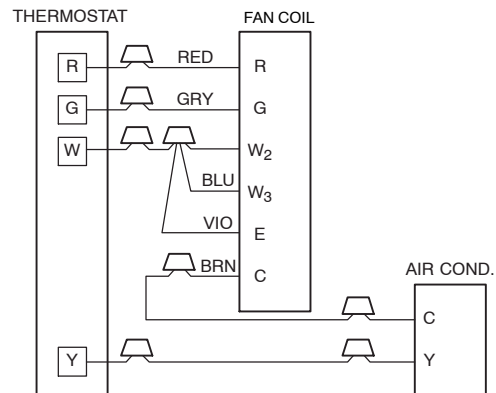 THERMOSTAT
FAN COIL
R
RED
R
G
GRY
G
W
W₂
BLU
W₃
VIO
E
BRN
C
AIR COND.
C
Y
Y